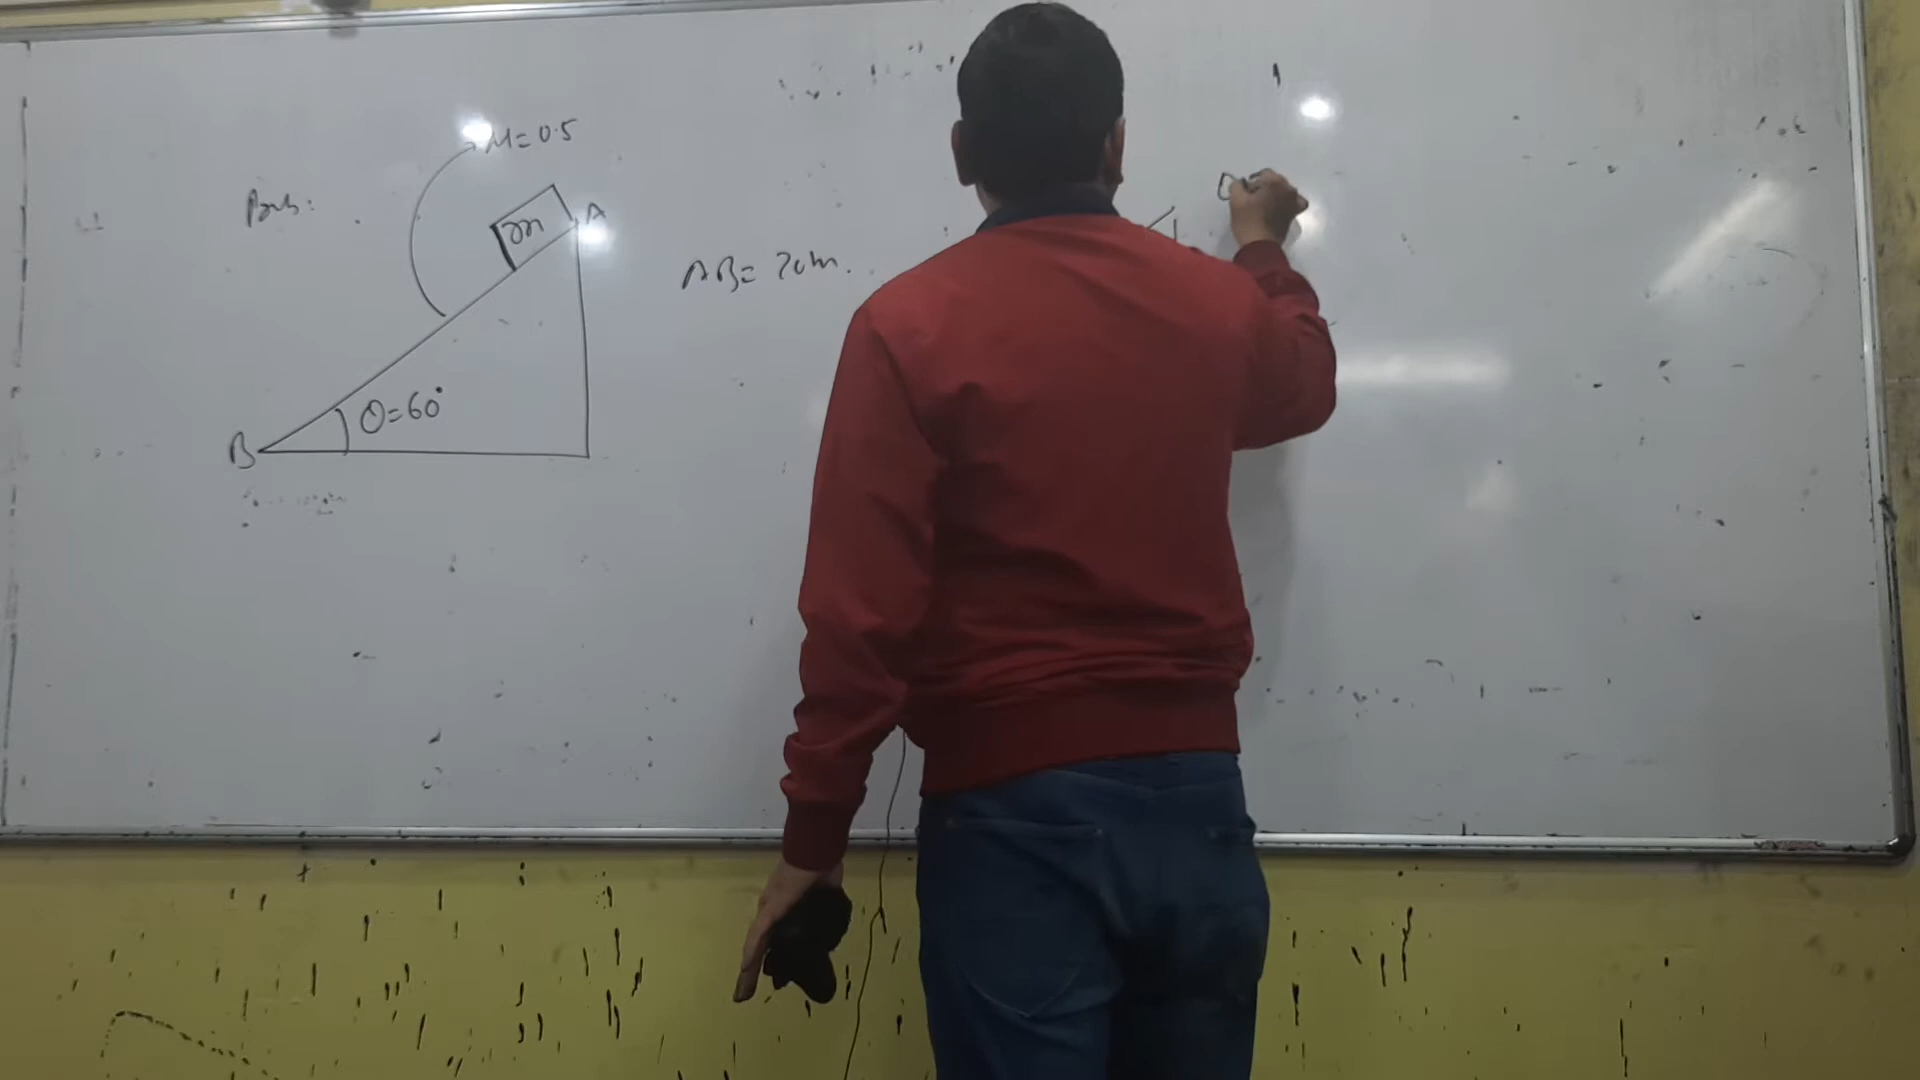 μ=0.5
Prob:
m
A
AB= 20m.
θ=60°
B